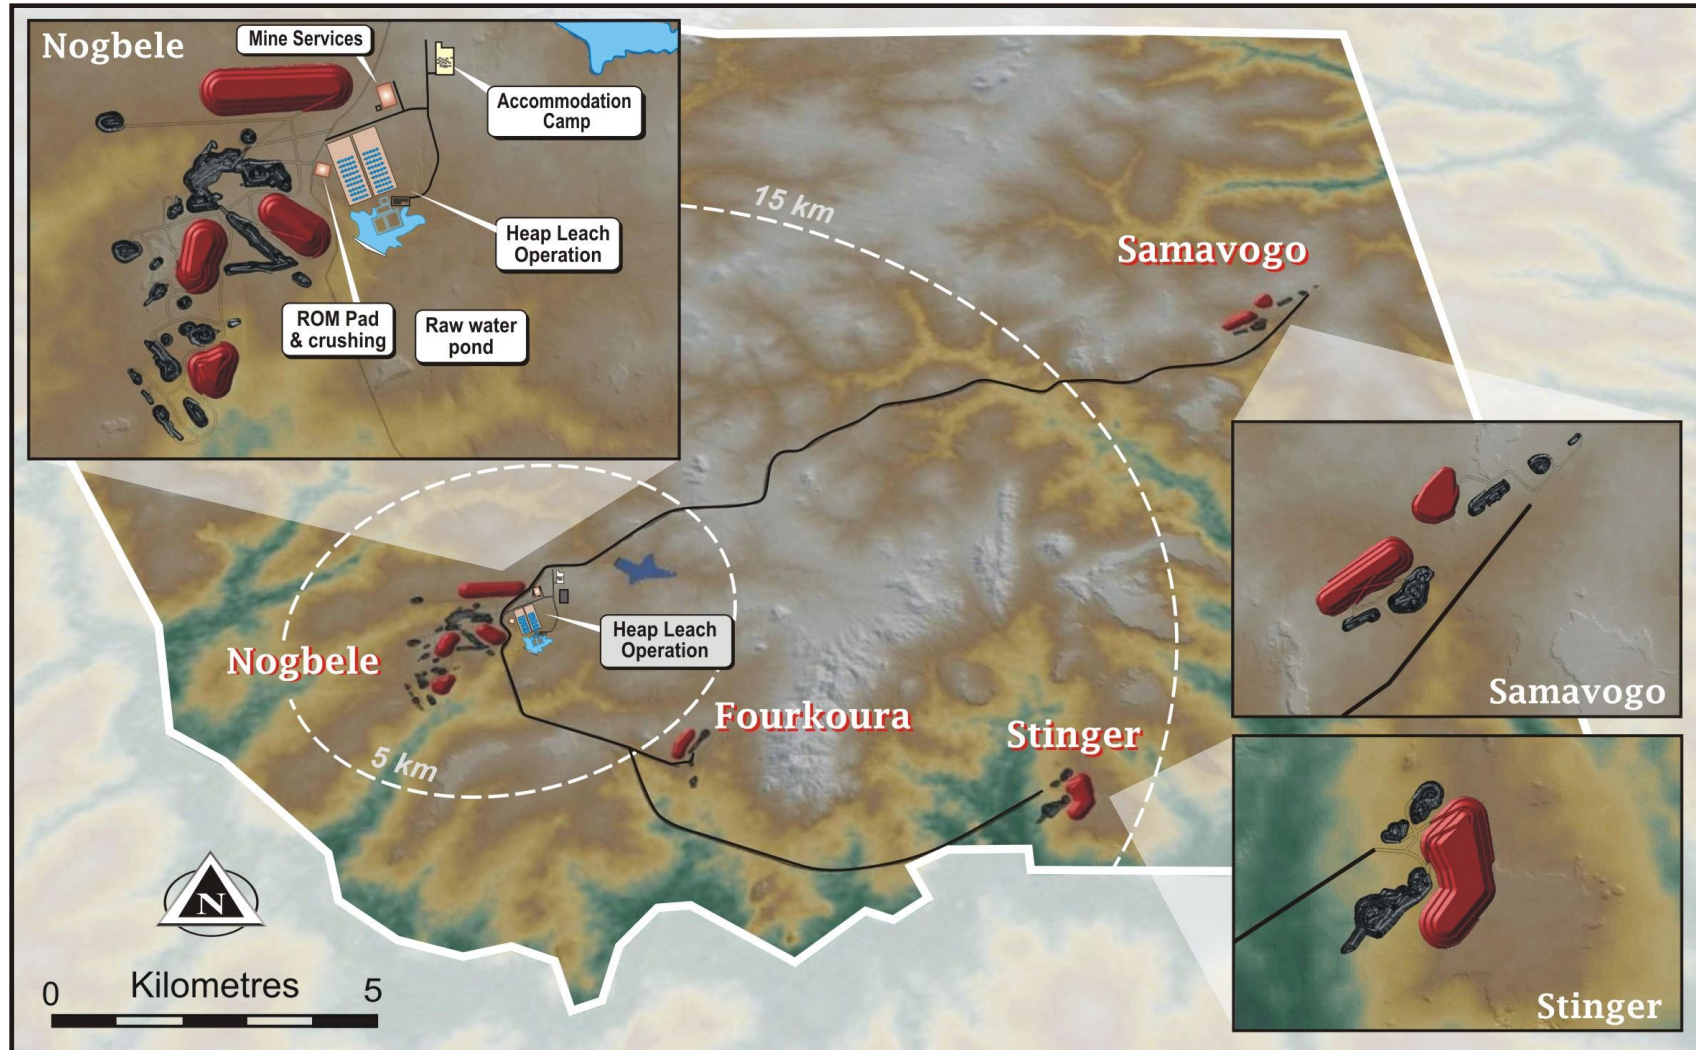 Nogbele
Mine Services
Accommodation
Camp
Heap Leach
Operation
ROM Pad
& crushing
Raw water
pond
15 km
Samavogo
Heap Leach
Operation
Nogbele
Fourkoura
Stinger
5 km
Samavogo
Stinger
N
Kilometres
0 5